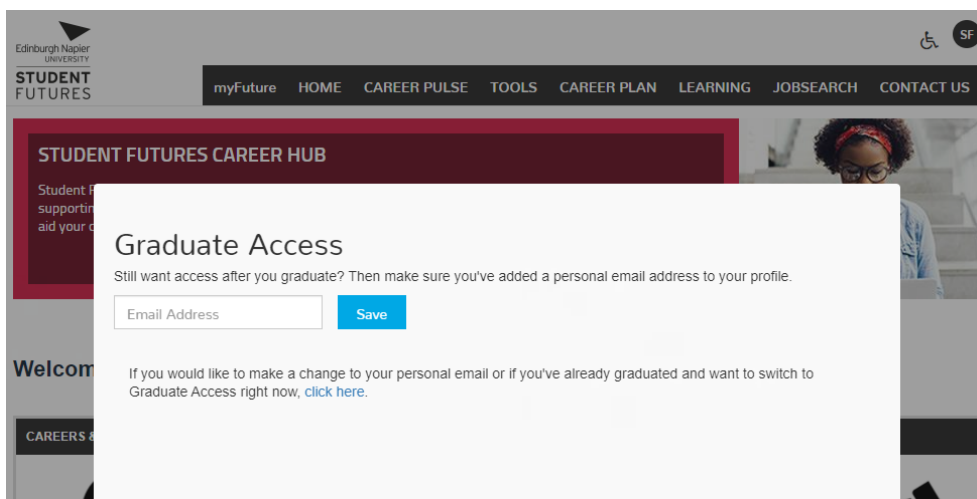 Edinburgh Napier
UNIVERSITY
STUDENT
FUTURES
SF
myFuture HOME CAREER PULSE TOOLS CAREER PLAN LEARNING JOBSEARCH CONTACT US
STUDENT FUTURES CAREER HUB
Student
supportin
aid your
Graduate Access
Still want access after you graduate? Then make sure you've added a personal email address to your profile.
Email Address
Save
Welcom
If you would like to make a change to your personal email or if you've already graduated and want to switch to
Graduate Access right now, click here.
CAREERS &